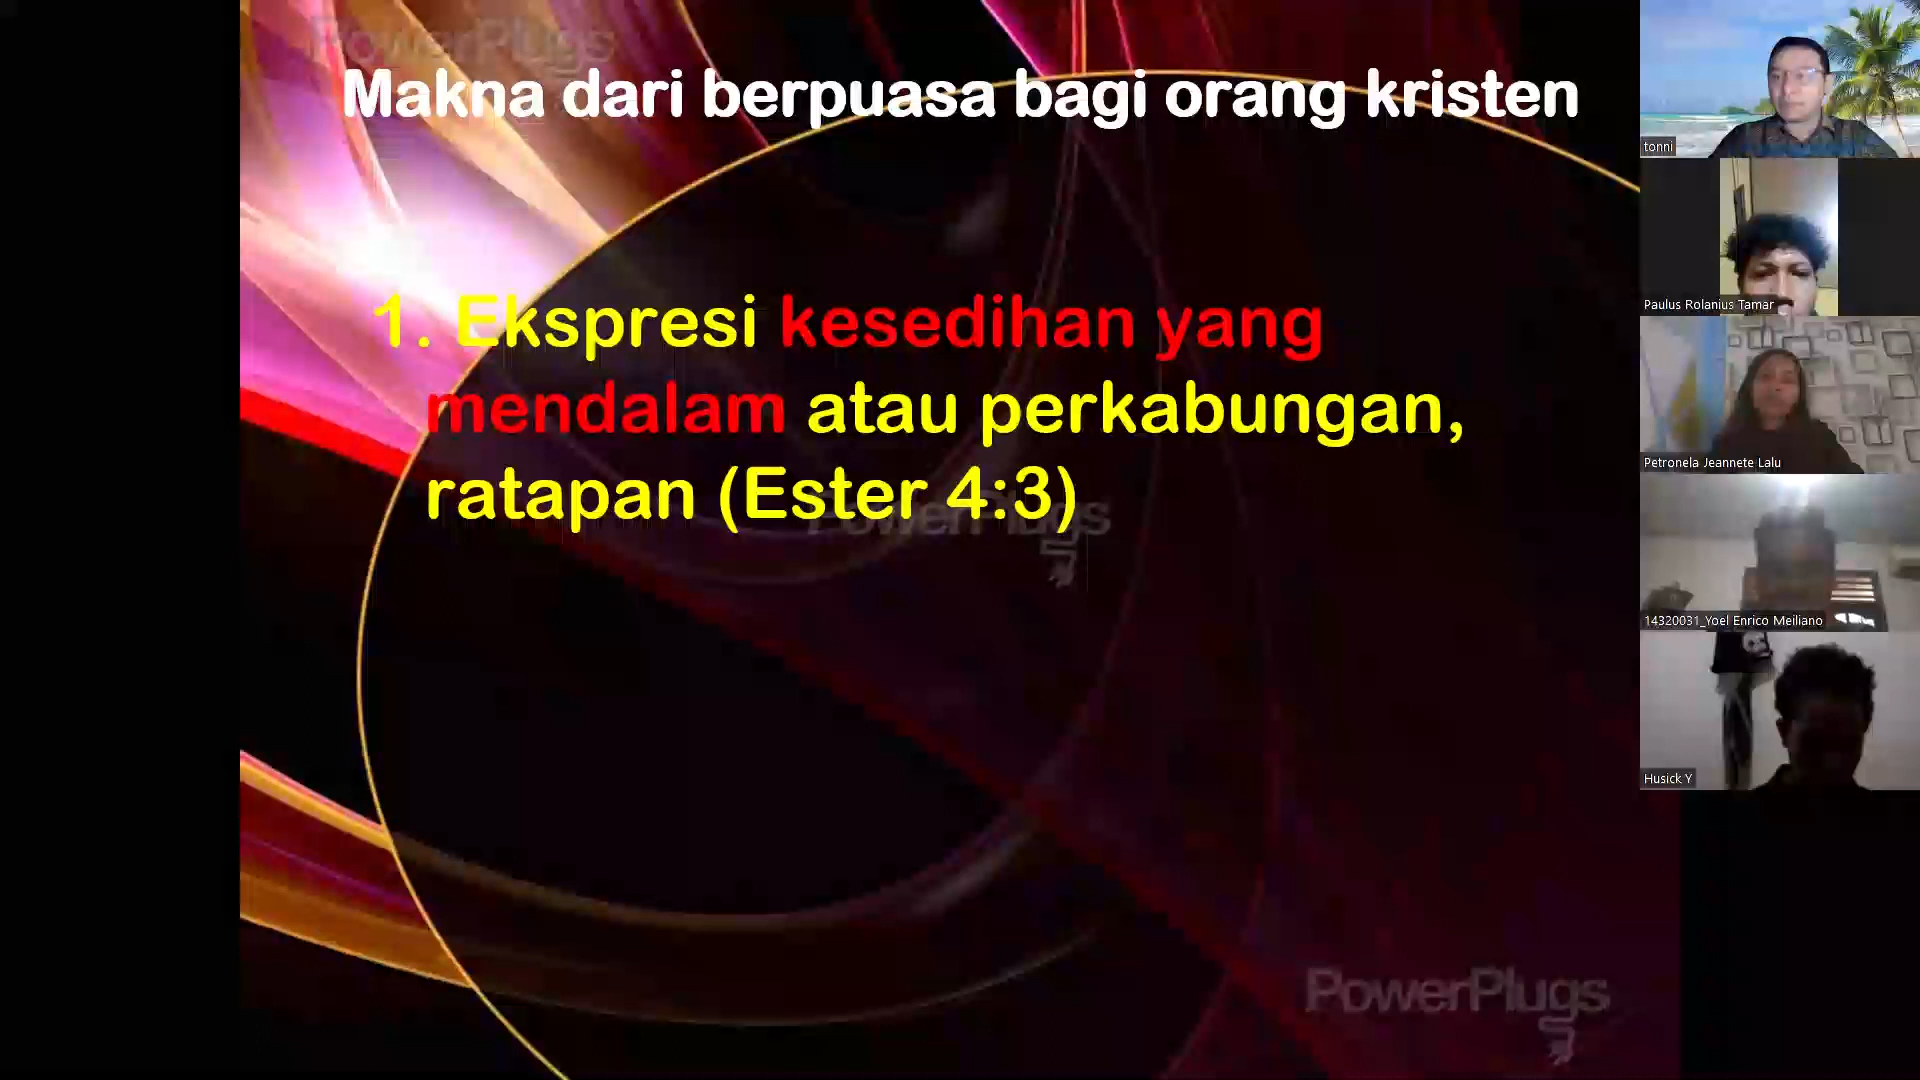 PowerPlugs
Makna dari berpuasa bagi orang kristen
1. Ekspresi kesedihan yang
mendalam atau perkabungan,
ratapan (Ester 4:3)
PowerPlugs
PowerPlugs
tonni
Paulus Rolanius Tamar
Petronela Jeannete Lalu
14320031_Yoel Enrico Meiliano
Husick Y